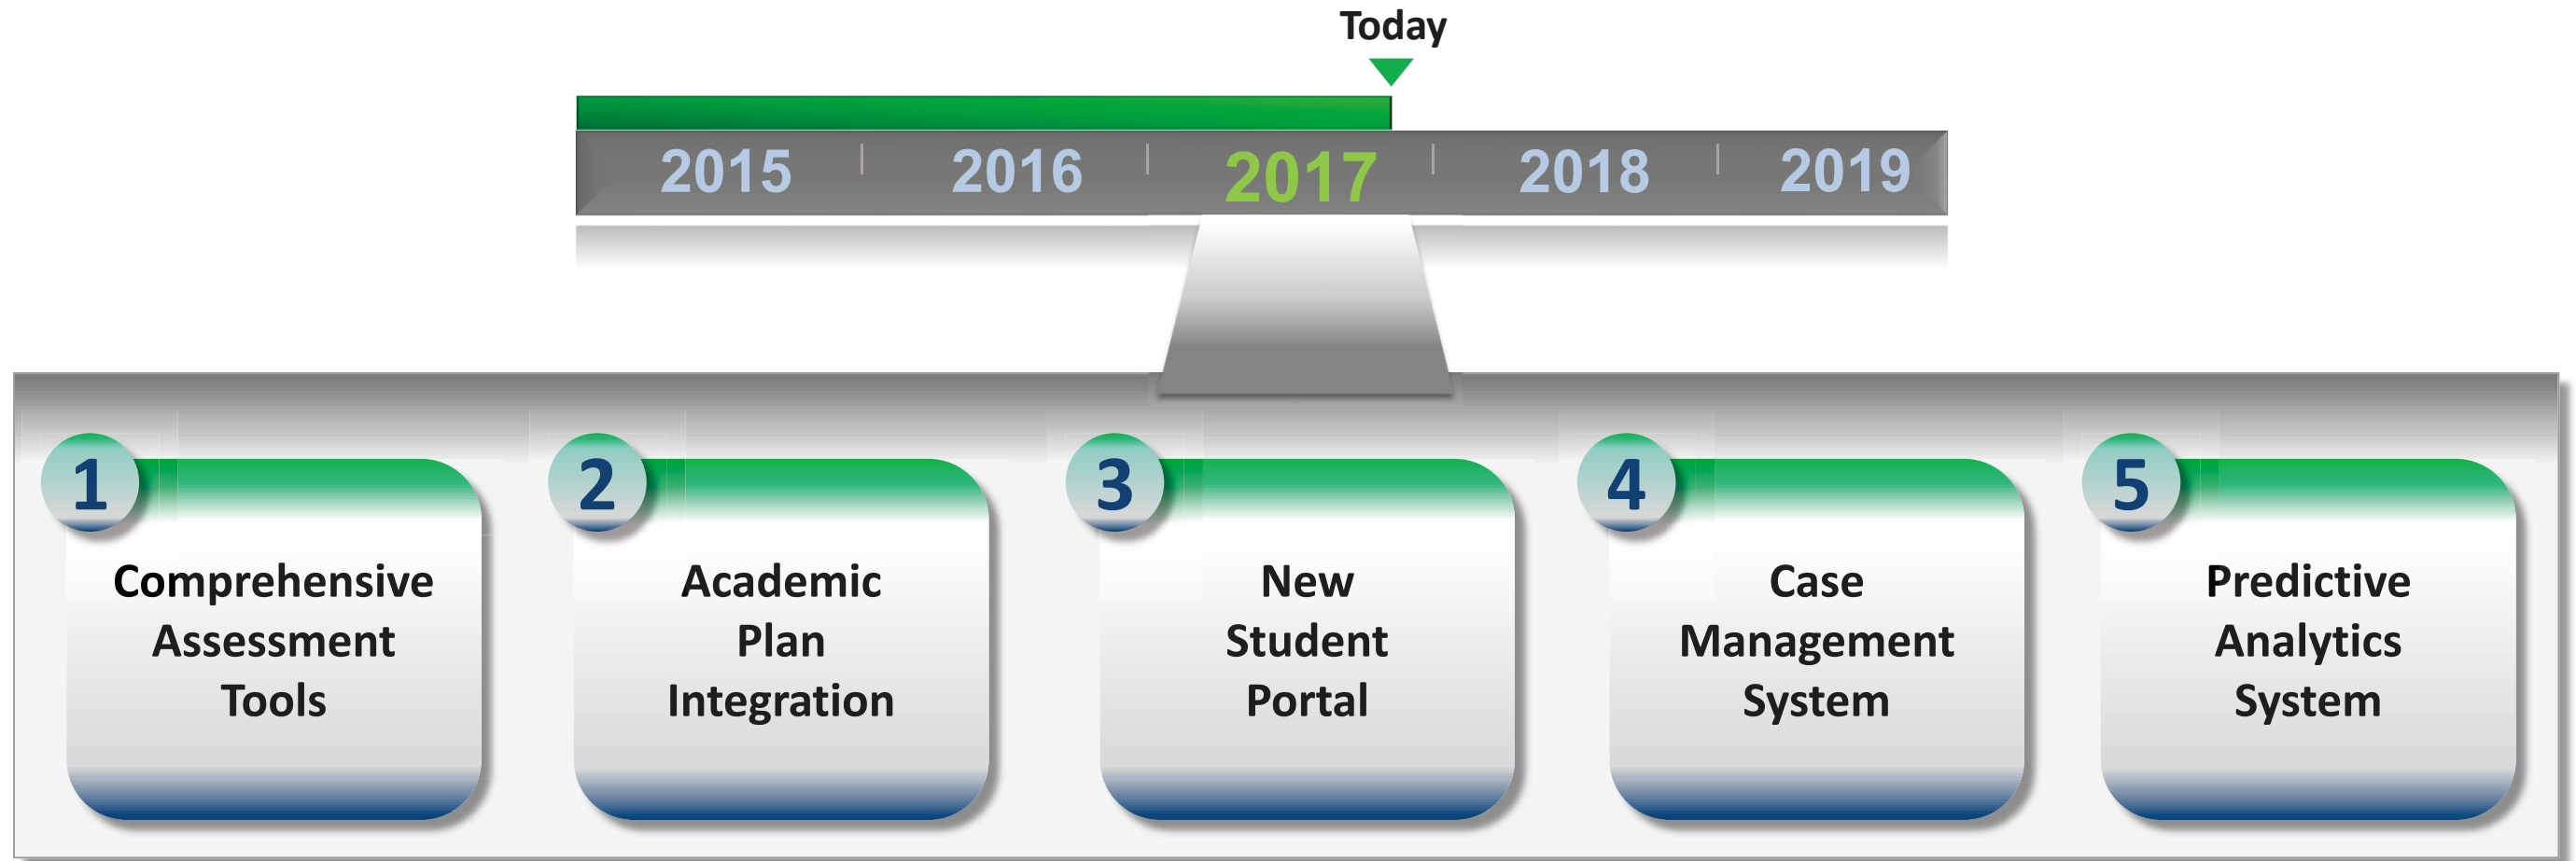 Today
2015 2016 2017 2018 2019
1
Comprehensive
Assessment
Tools
2
Academic
Plan
Integration
3
New
Student
Portal
4
Case
Management
System
5
Predictive
Analytics
System